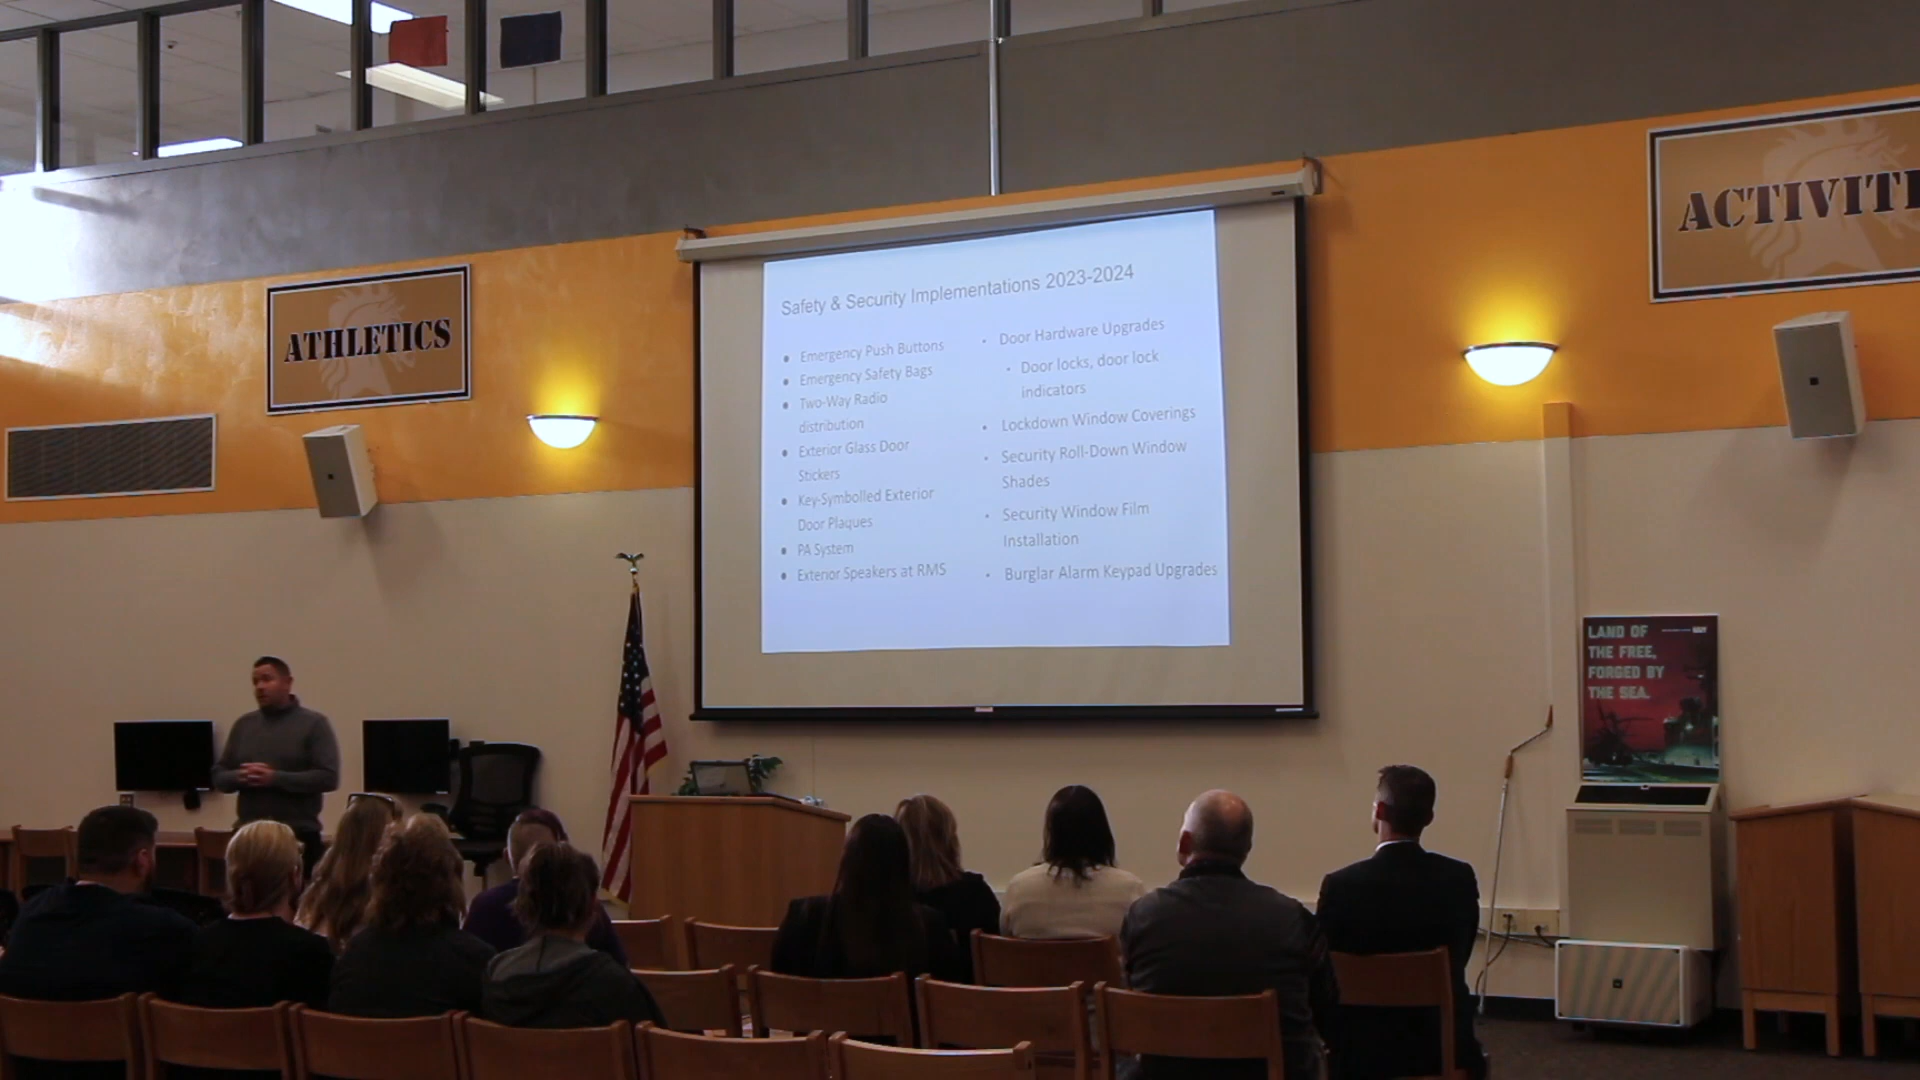 ATHLETICS
ACTIVITI
Safety & Security Implementations 2023-2024
Emergency Push Buttons
Emergency Safety Bags
Two-Way Radio
distribution
Exterior Glass Door
Stickers
Key-Symbolled Exterior
Door Plaques
PA System
Exterior Speakers at RMS
Door Hardware Upgrades
Door locks, door lock
indicators
Lockdown Window Coverings
Security Roll-Down Window
Shades
Security Window Film
Installation
Burglar Alarm Keypad Upgrades
LAND OF
THE FREE,
FORGED BY
THE SEA.